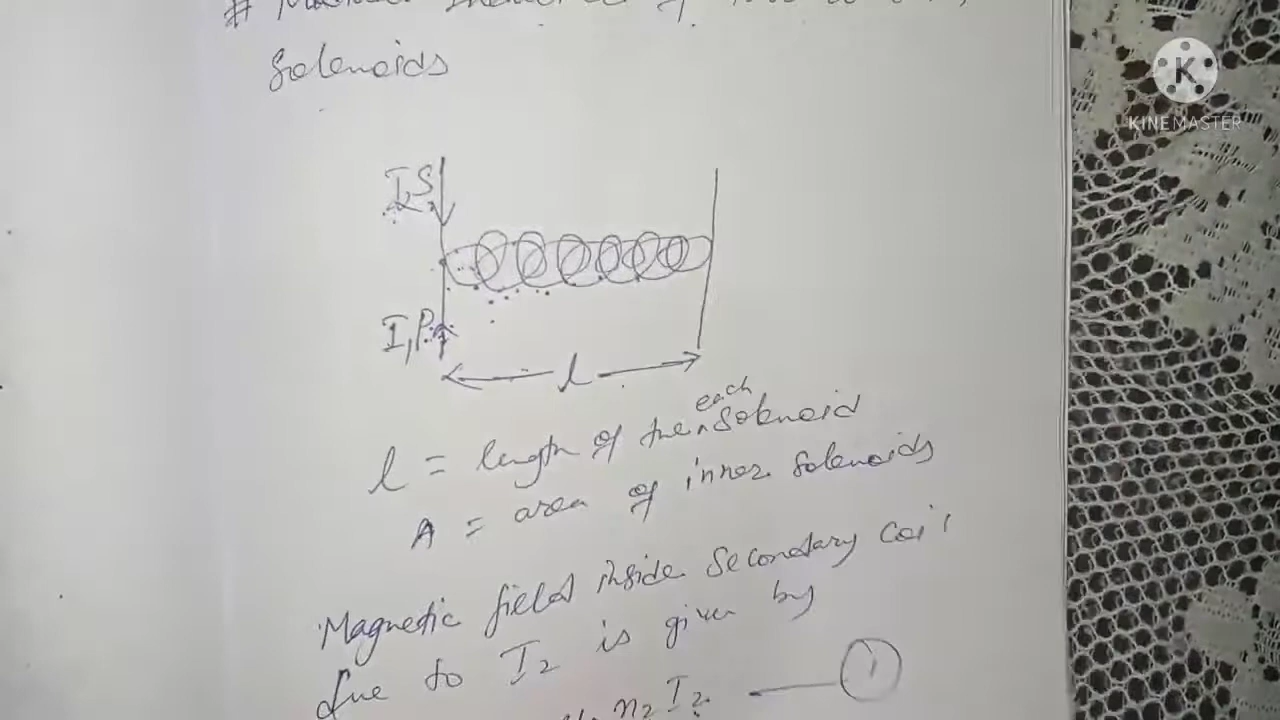 #
Solenoids
K
KINEMASTER
I₂S
I₁P
l
each
l = length of the solenoid
A = area of inner solenoids
Magnetic field inside secondary coil
due to I₂ is given by
n₂ I₂ — 1